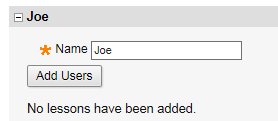 Joe
Name Joe
Add Users
No lessons have been added.